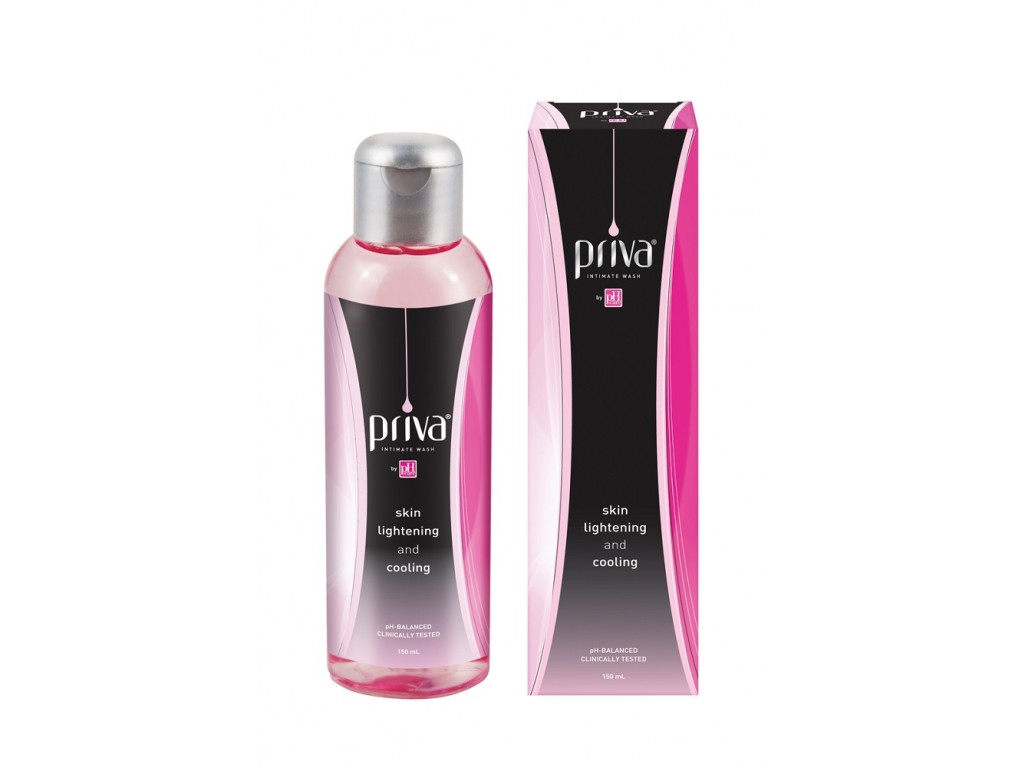 priva®
INTIMATE WASH
by pH
skin
lightening
and
cooling
pH-BALANCED
CLINICALLY TESTED
150 mL
priva®
priva®
INTIMATE WASH
by pH
skin
lightening
and
cooling
pH-BALANCED
CLINICALLY TESTED
150 mL